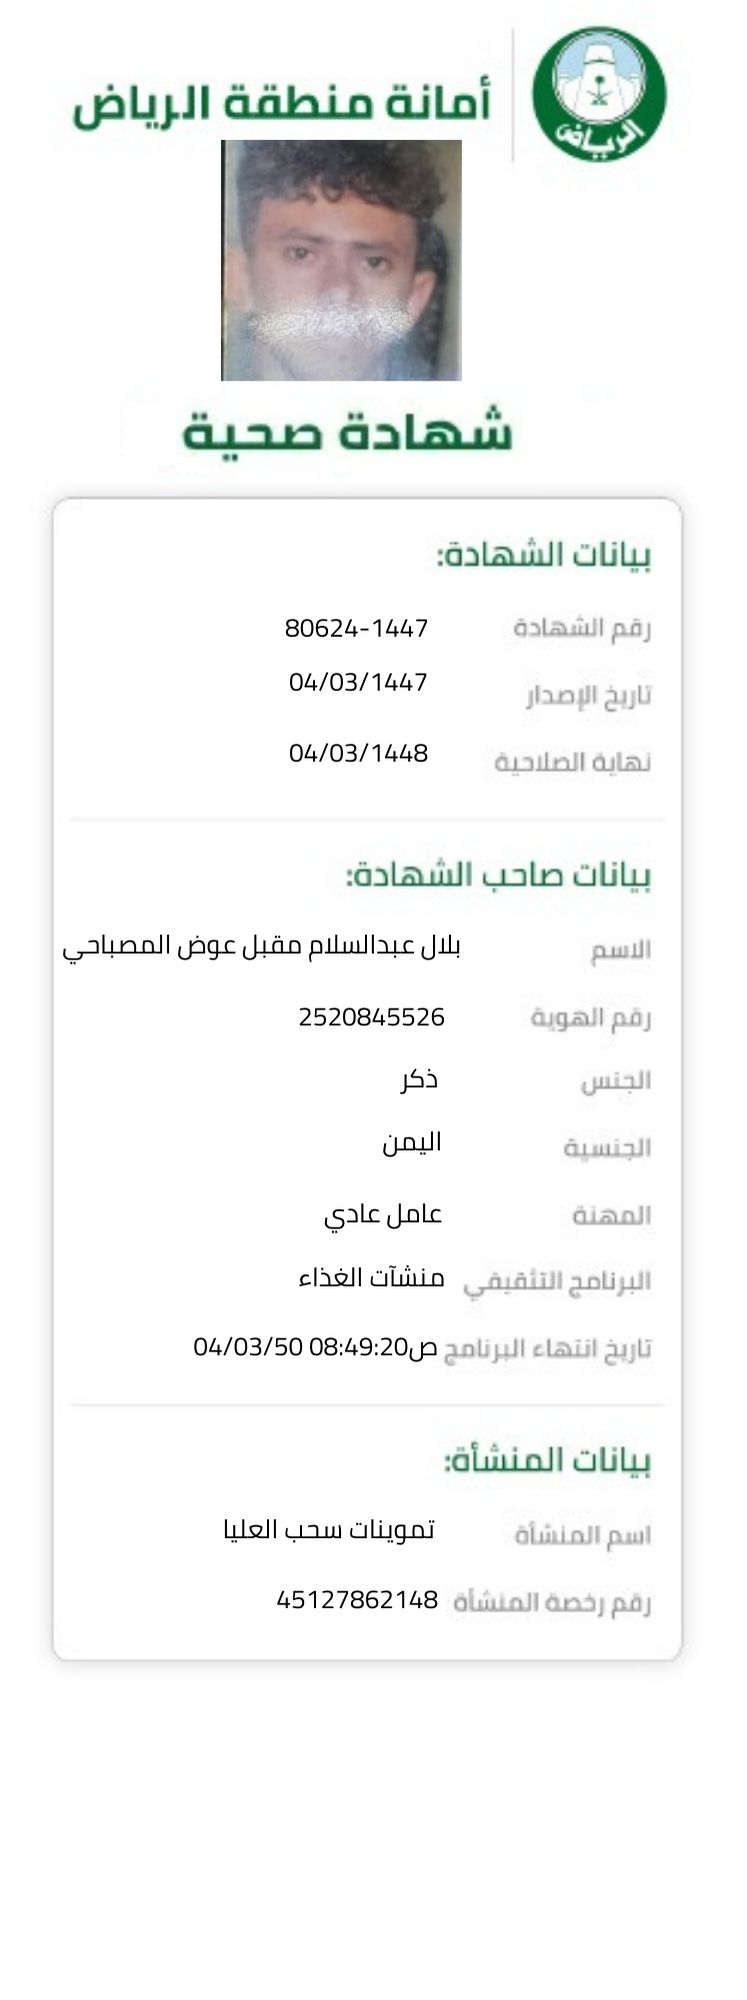 أمانة منطقة الرياض
الرياض
شهادة صحية
بيانات الشهادة:
رقم الشهادة 80624-1447
تاريخ الإصدار 04/03/1447
نهاية الصلاحية 04/03/1448
بيانات صاحب الشهادة:
الاسم بلال عبدالسلام مقبل عوض المصباحي
رقم الهوية 2520845526
الجنس ذكر
الجنسية اليمن
المهنة عامل عادي
البرنامج التثقيفي منشآت الغذاء
تاريخ انتهاء البرنامج 04/03/50 08:49:20ص
بيانات المنشأة:
اسم المنشأة تموينات سحب العليا
رقم رخصة المنشأة 45127862148